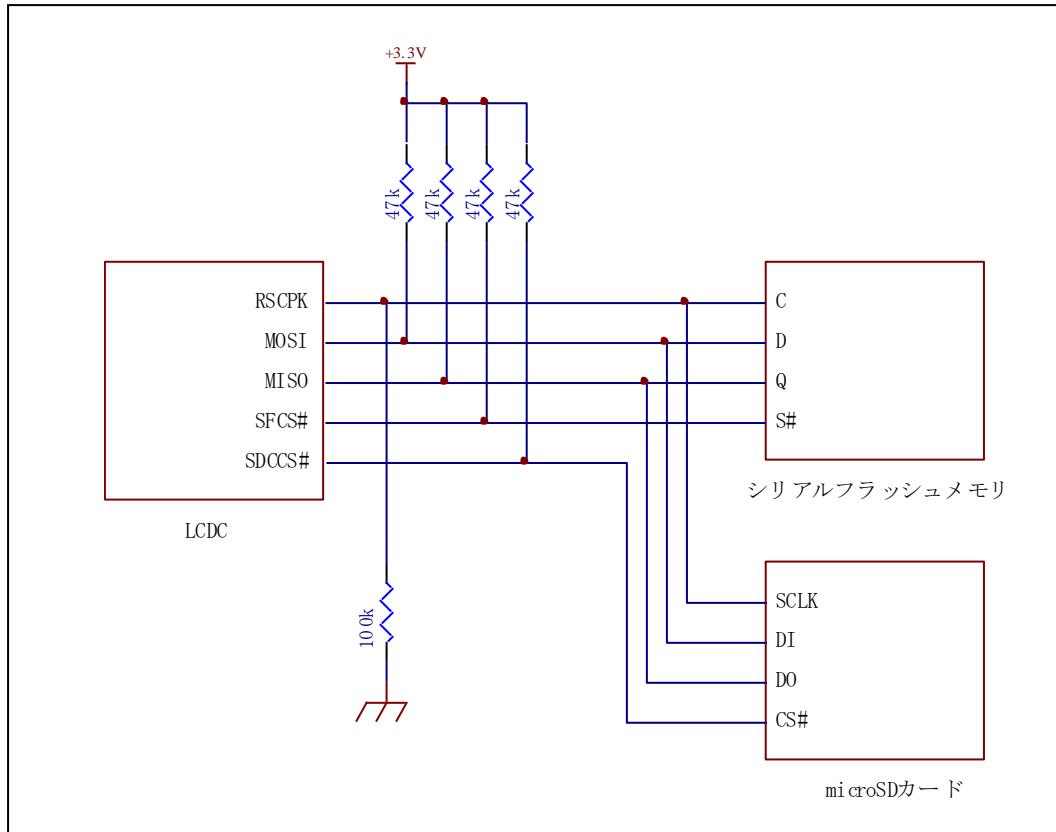 +3.3V
47k
47k
47k
47k
RSCPK
MOSI
MISO
SFCS#
SDCCS#
LCDC
C
D
Q
S#
シリアルフラッシュメモリ
100k
SCLK
DI
DO
CS#
microSDカード